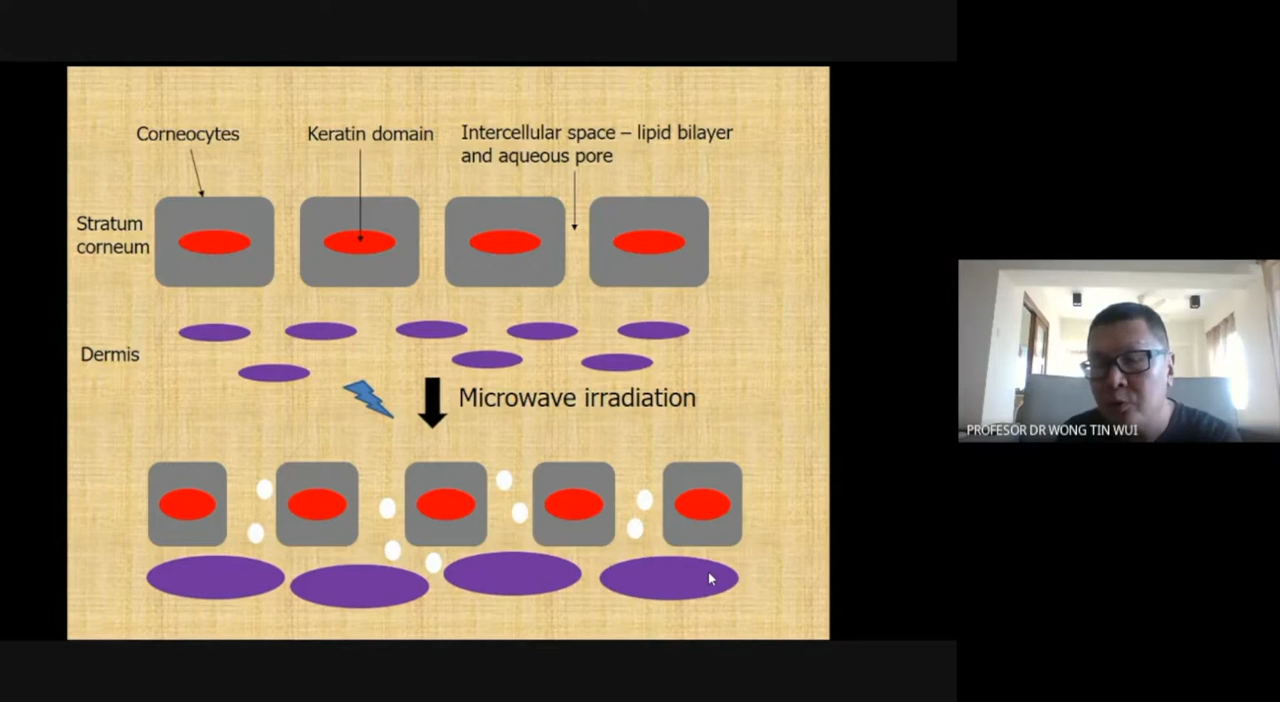 Corneocytes
Keratin domain
Intercellular space – lipid bilayer
and aqueous pore
Stratum
corneum
Dermis
Microwave irradiation
PROFESOR DR WONG TIN WUI